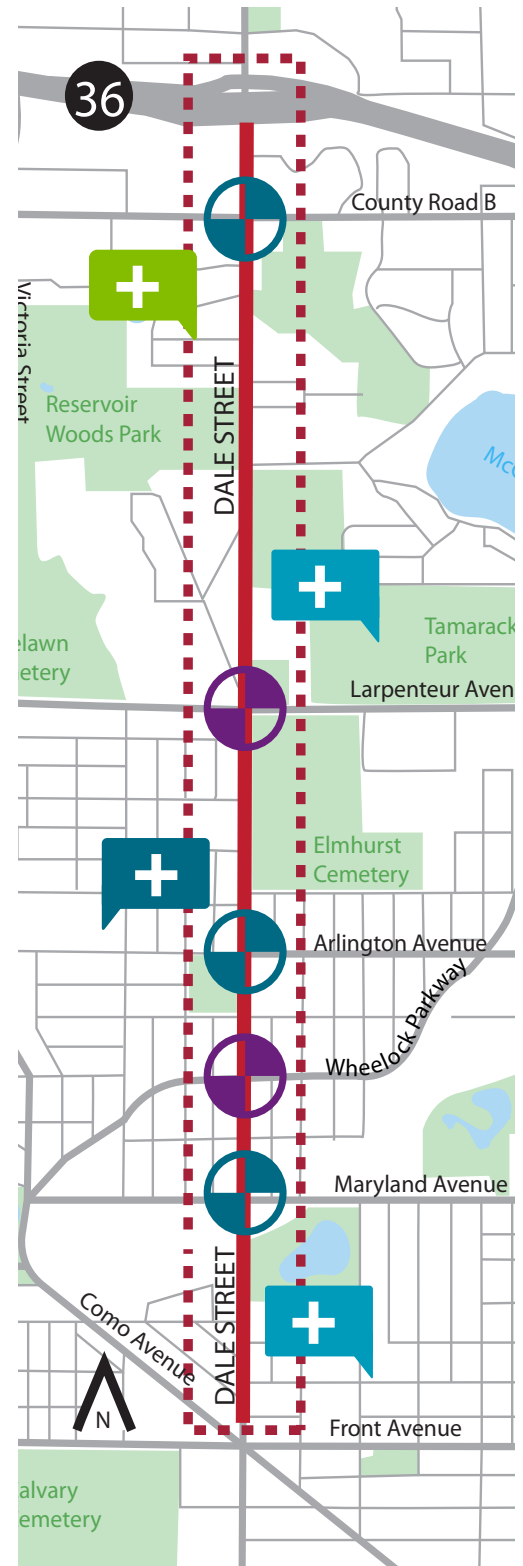 36
County Road B
Victoria Street
DALE STREET
Reservoir
Woods Park
Mcc
Tamarack
Park
elawn
etery
Larpenteur Aven
Elmhurst
Cemetery
Arlington Avenue
Wheelock Parkway
Maryland Avenue
DALE STREET
Como Avenue
N
Front Avenue
alvary
emetery